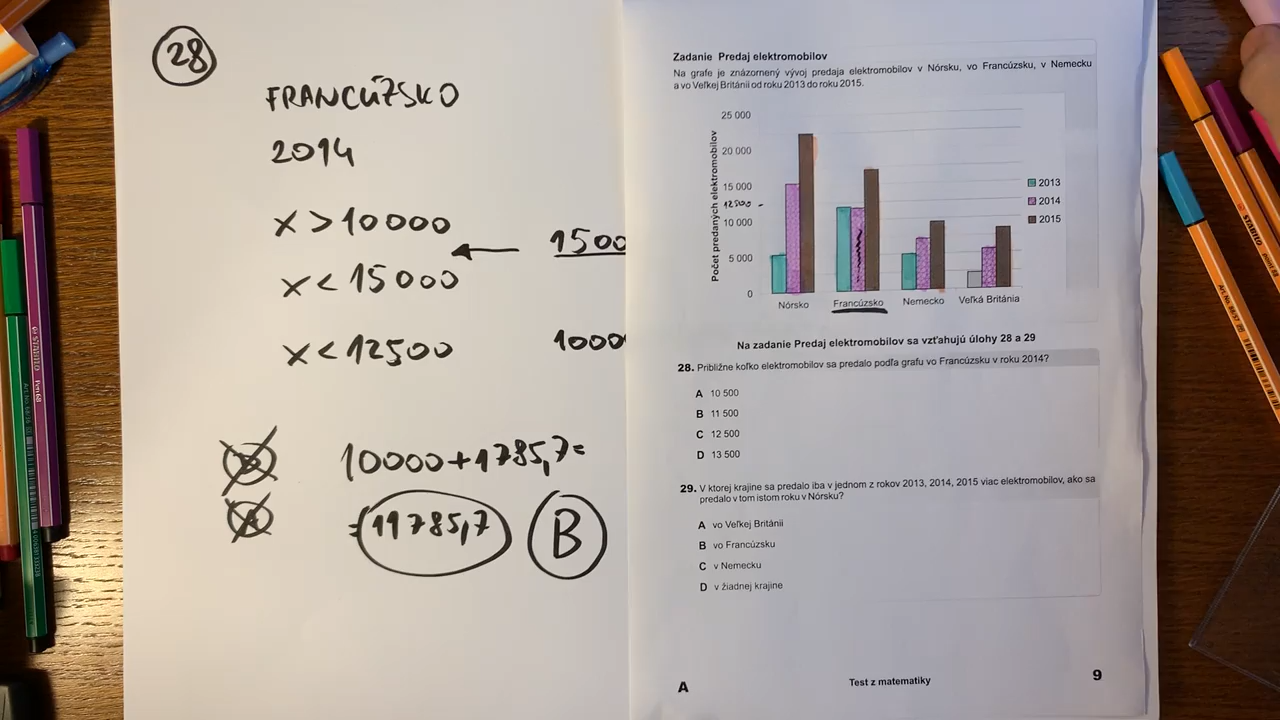 28
FRANCÚZSKO
2014
x > 10000
x < 15000
1500
x < 12500
1000
10000+1785,7=
=11785,7
B
Zadanie Predaj elektromobilov
Na grafe je znázornený vývoj predaja elektromobilov v Nórsku, vo Francúzsku, v Nemecku
a vo Veľkej Británii od roku 2013 do roku 2015.
Počet predaných elektromobilov
25 000
20 000
15 000
12500
10 000
5 000
0
Nórsko Francúzsko Nemecko Veľká Británia
2013
2014
2015
Na zadanie Predaj elektromobilov sa vzťahujú úlohy 28 a 29
28. Približne koľko elektromobilov sa predalo podľa grafu vo Francúzsku v roku 2014?
A 10 500
B 11 500
C 12 500
D 13 500
29. V ktorej krajine sa predalo iba v jednom z rokov 2013, 2014, 2015 viac elektromobilov, ako sa
predalo v tom istom roku v Nórsku?
A vo Veľkej Británii
B vo Francúzsku
C v Nemecku
D v žiadnej krajine
A
Test z matematiky
9
STABILO